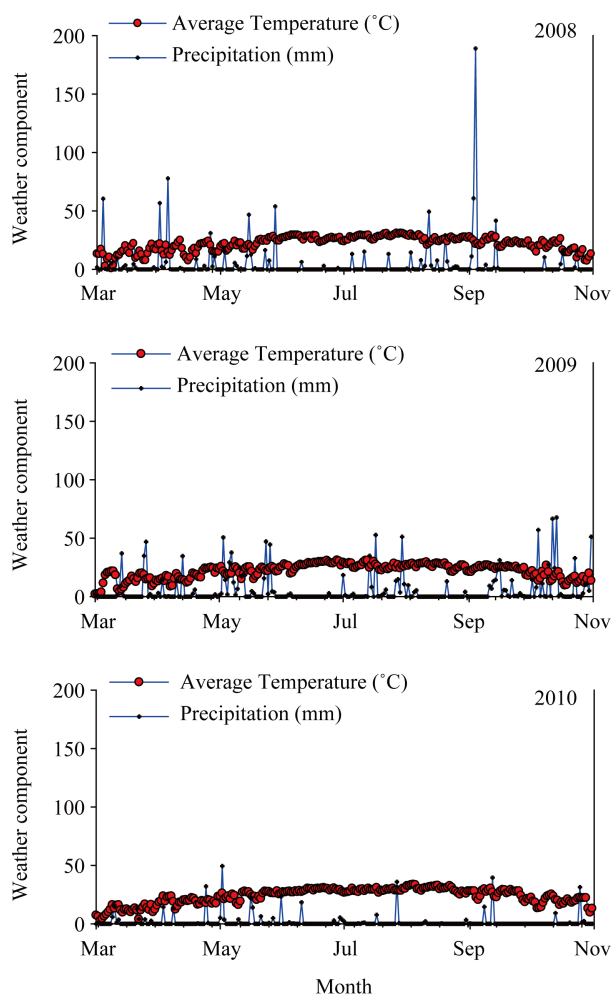 Average Temperature (˚C)
Precipitation (mm)
2008
Weather component
200
150
100
50
0
Mar May Jul Sep Nov
Average Temperature (˚C)
Precipitation (mm)
2009
Weather component
200
150
100
50
0
Mar May Jul Sep Nov
Average Temperature (˚C)
Precipitation (mm)
2010
Weather component
200
150
100
50
0
Mar May Jul Sep Nov
Month